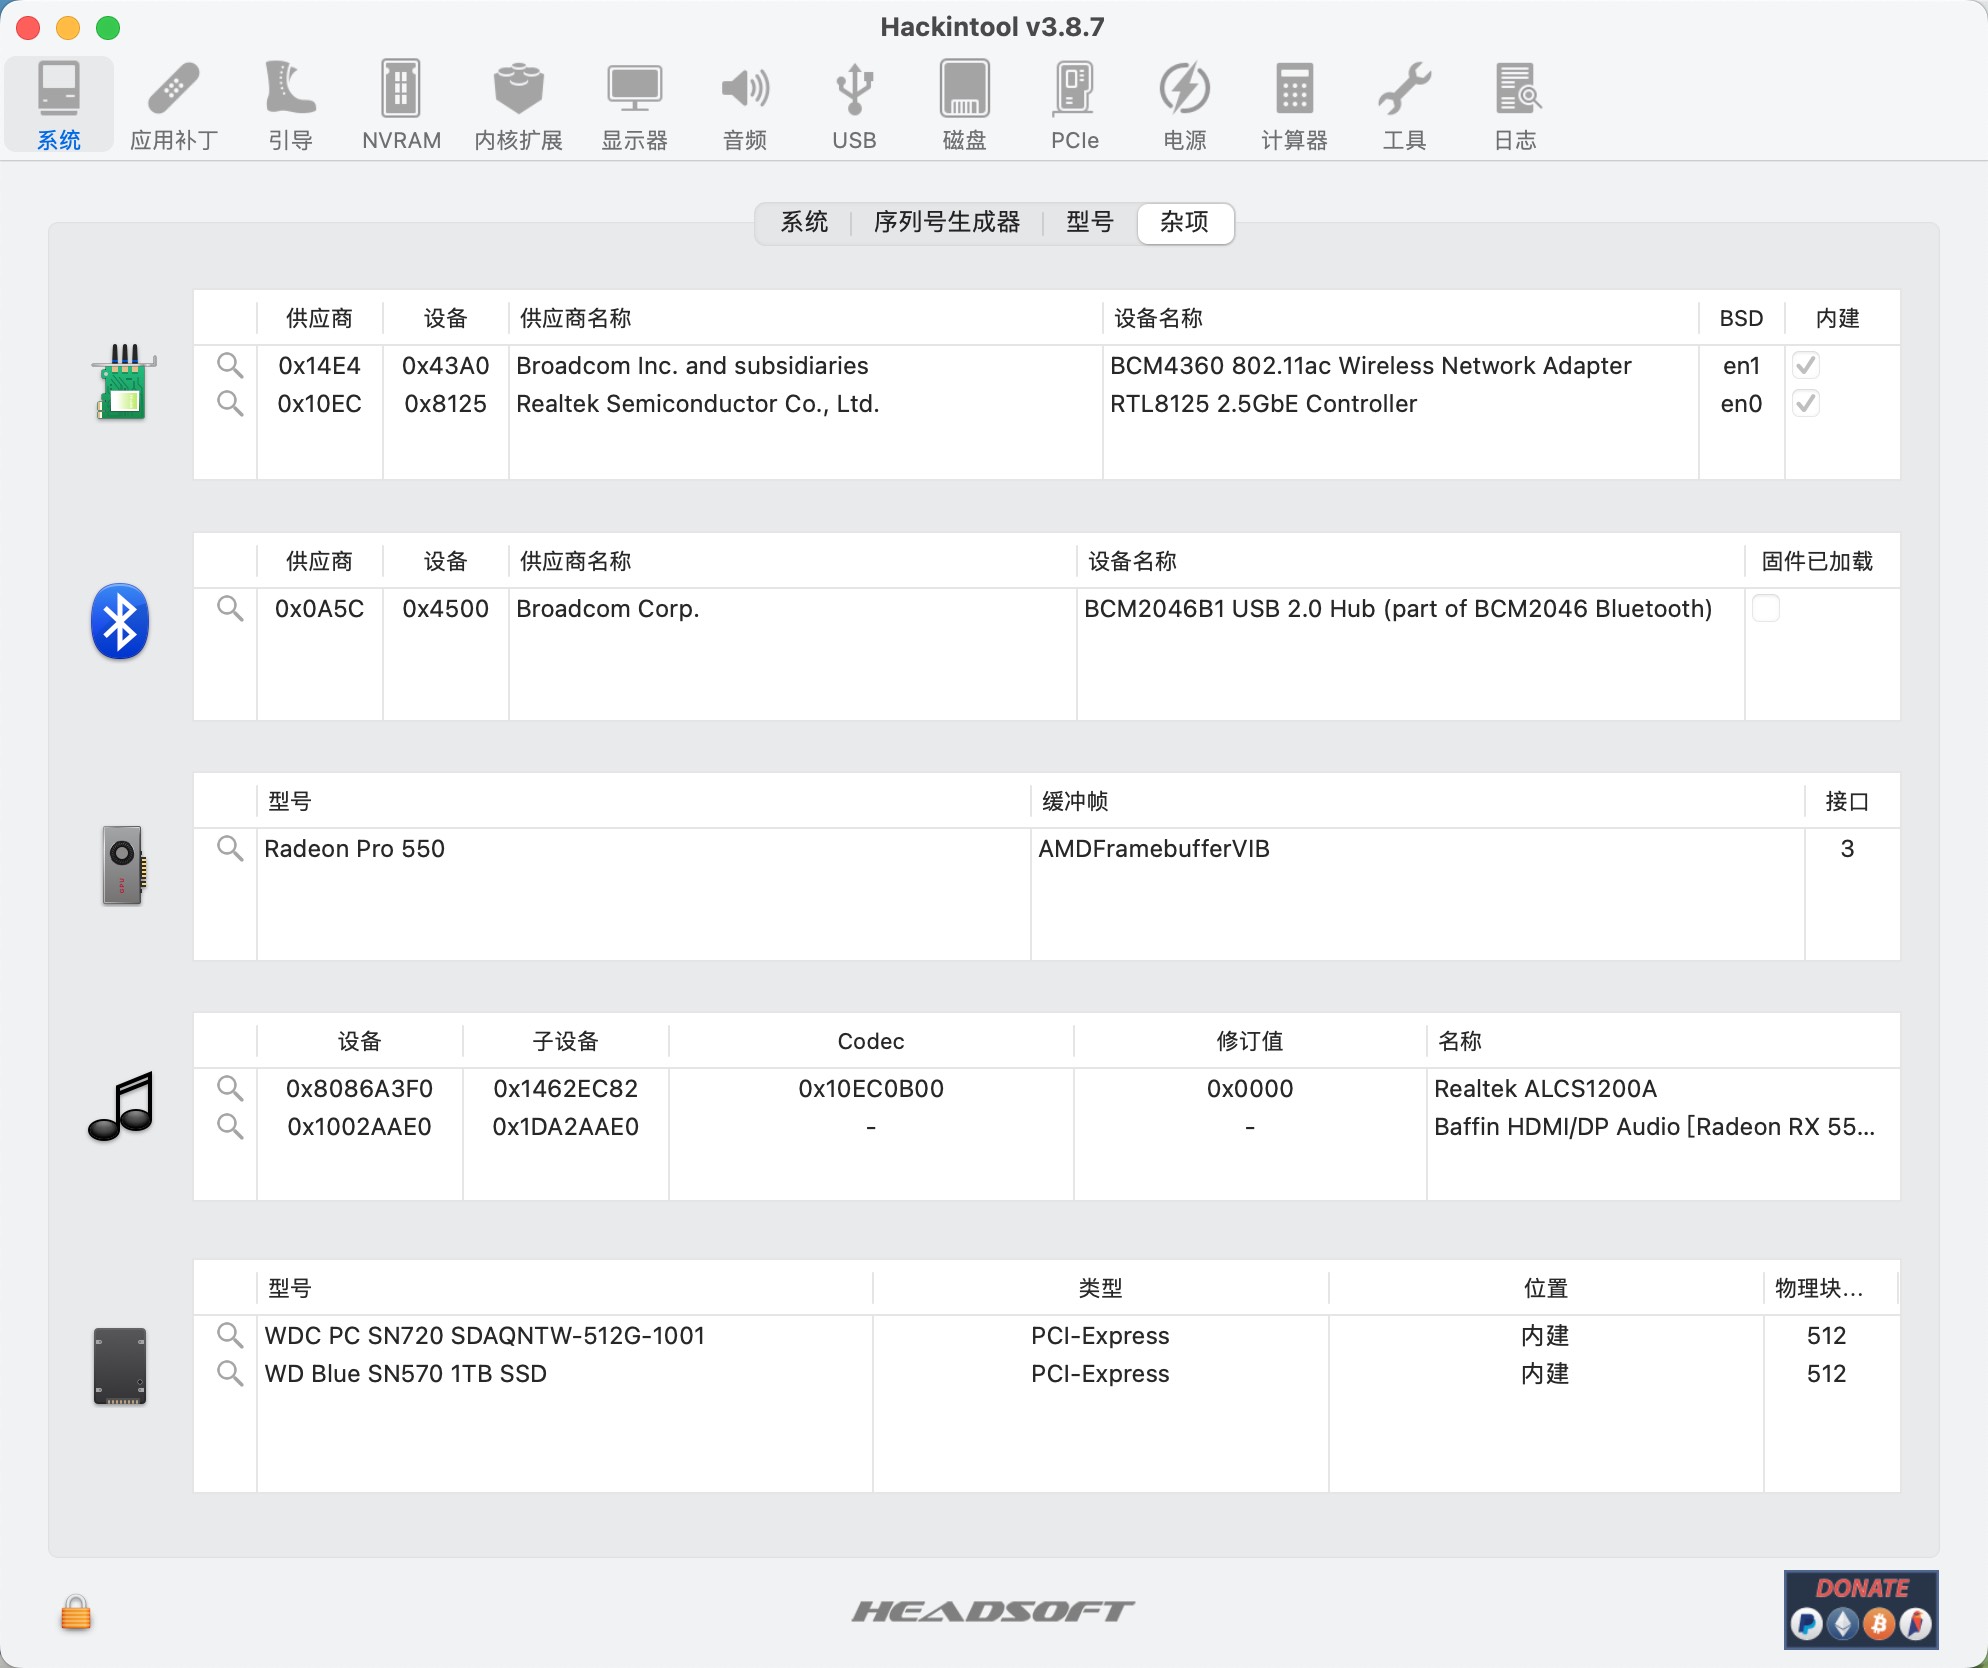 Hackintool v3.8.7
系统 应用补丁 引导 NVRAM 内核扩展 显示器 音频 USB 磁盘 PCIe 电源 计算器 工具 日志
系统 序列号生成器 型号 杂项
供应商 设备 供应商名称 设备名称 BSD 内建
0x14E4 0x43A0 Broadcom Inc. and subsidiaries BCM4360 802.11ac Wireless Network Adapter en1
0x10EC 0x8125 Realtek Semiconductor Co., Ltd. RTL8125 2.5GbE Controller en0
供应商 设备 供应商名称 设备名称 固件已加载
0x0A5C 0x4500 Broadcom Corp. BCM2046B1 USB 2.0 Hub (part of BCM2046 Bluetooth)
型号 缓冲帧 接口
Radeon Pro 550 AMDFramebufferVIB 3
设备 子设备 Codec 修订值 名称
0x8086A3F0 0x1462EC82 0x10EC0B00 0x0000 Realtek ALCS1200A
0x1002AAE0 0x1DA2AAE0 - - Baffin HDMI/DP Audio [Radeon RX 55...
型号 类型 位置 物理块...
WDC PC SN720 SDAQNTW-512G-1001 PCI-Express 内建 512
WD Blue SN570 1TB SSD PCI-Express 内建 512
HEADSOFT
DONATE